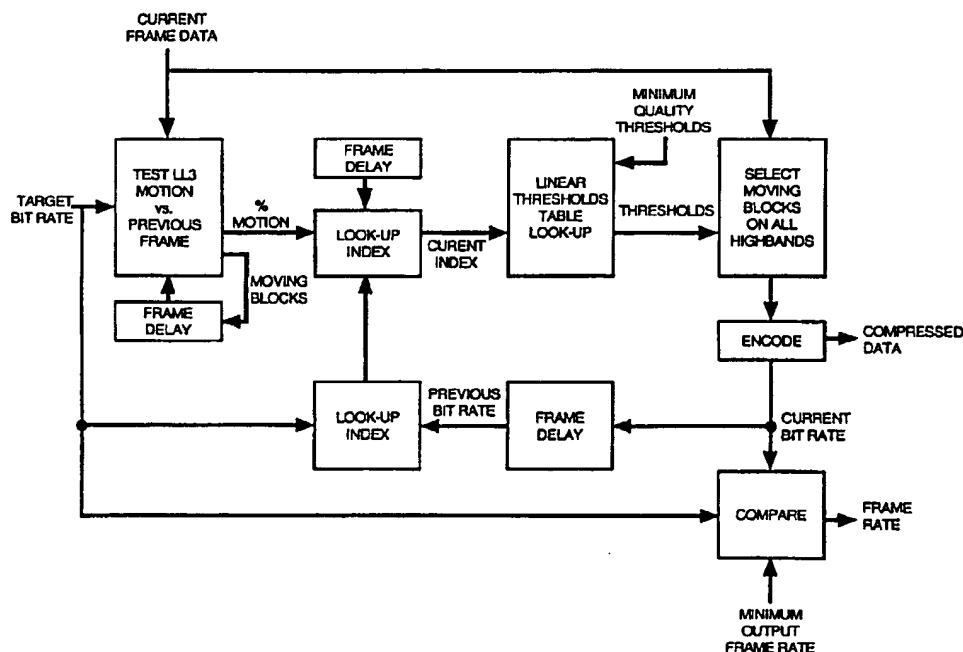 CURRENT
FRAME DATA
MINIMUM
QUALITY
THRESHOLDS
TARGET
BIT RATE
TEST LL3
MOTION
vs.
PREVIOUS
FRAME
%
MOTION
MOVING
BLOCKS
FRAME
DELAY
FRAME
DELAY
LOOK-UP
INDEX
CURENT
INDEX
LINEAR
THRESHOLDS
TABLE
LOOK-UP
THRESHOLDS
SELECT
MOVING
BLOCKS
ON ALL
HIGHBANDS
ENCODE
COMPRESSED
DATA
LOOK-UP
INDEX
PREVIOUS
BIT RATE
FRAME
DELAY
CURRENT
BIT RATE
COMPARE
FRAME
RATE
MINIMUM
OUTPUT
FRAME RATE